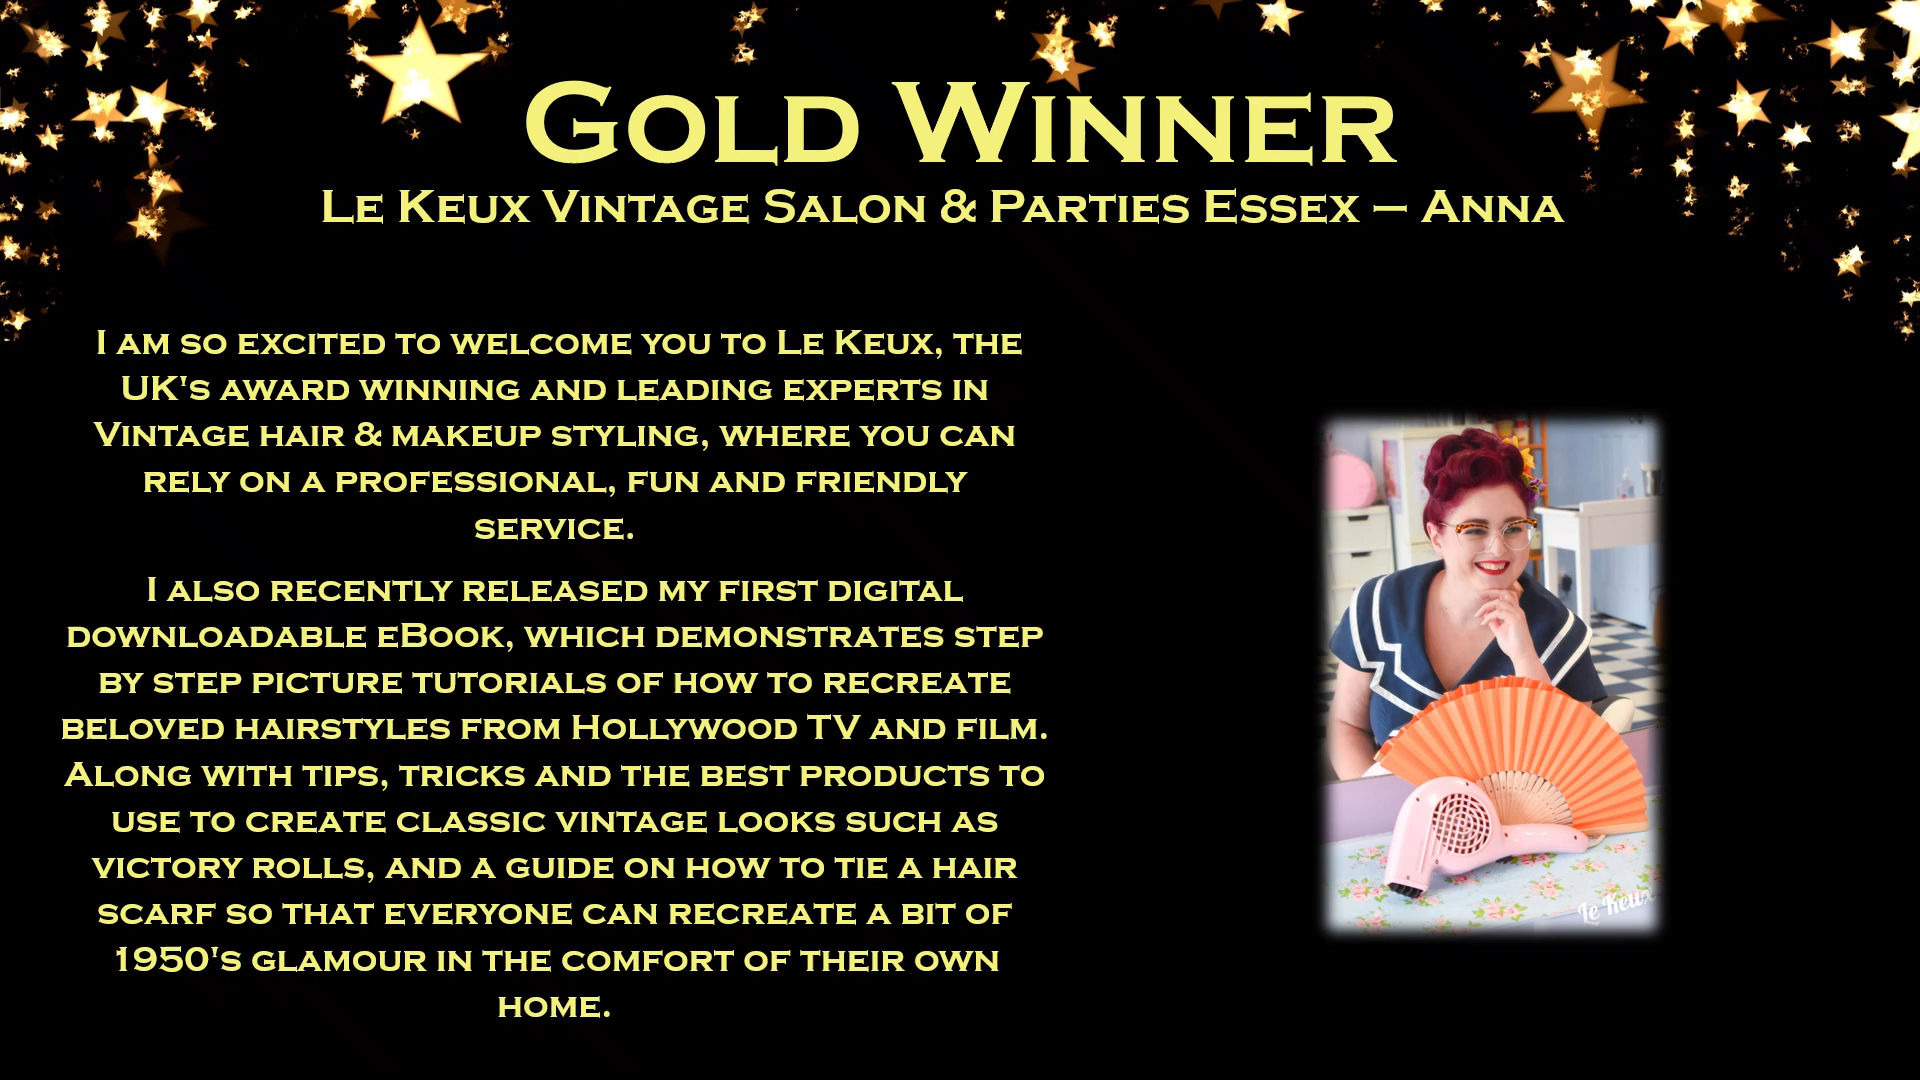 Gold Winner
Le Keux Vintage Salon & Parties Essex – Anna
I am so excited to welcome you to Le Keux, the
UK's award winning and leading experts in
Vintage hair & makeup styling, where you can
rely on a professional, fun and friendly
service.
I also recently released my first digital
downloadable eBook, which demonstrates step
by step picture tutorials of how to recreate
beloved hairstyles from Hollywood TV and film.
Along with tips, tricks and the best products to
use to create classic vintage looks such as
victory rolls, and a guide on how to tie a hair
scarf so that everyone can recreate a bit of
1950's glamour in the comfort of their own
home.
Le Keux